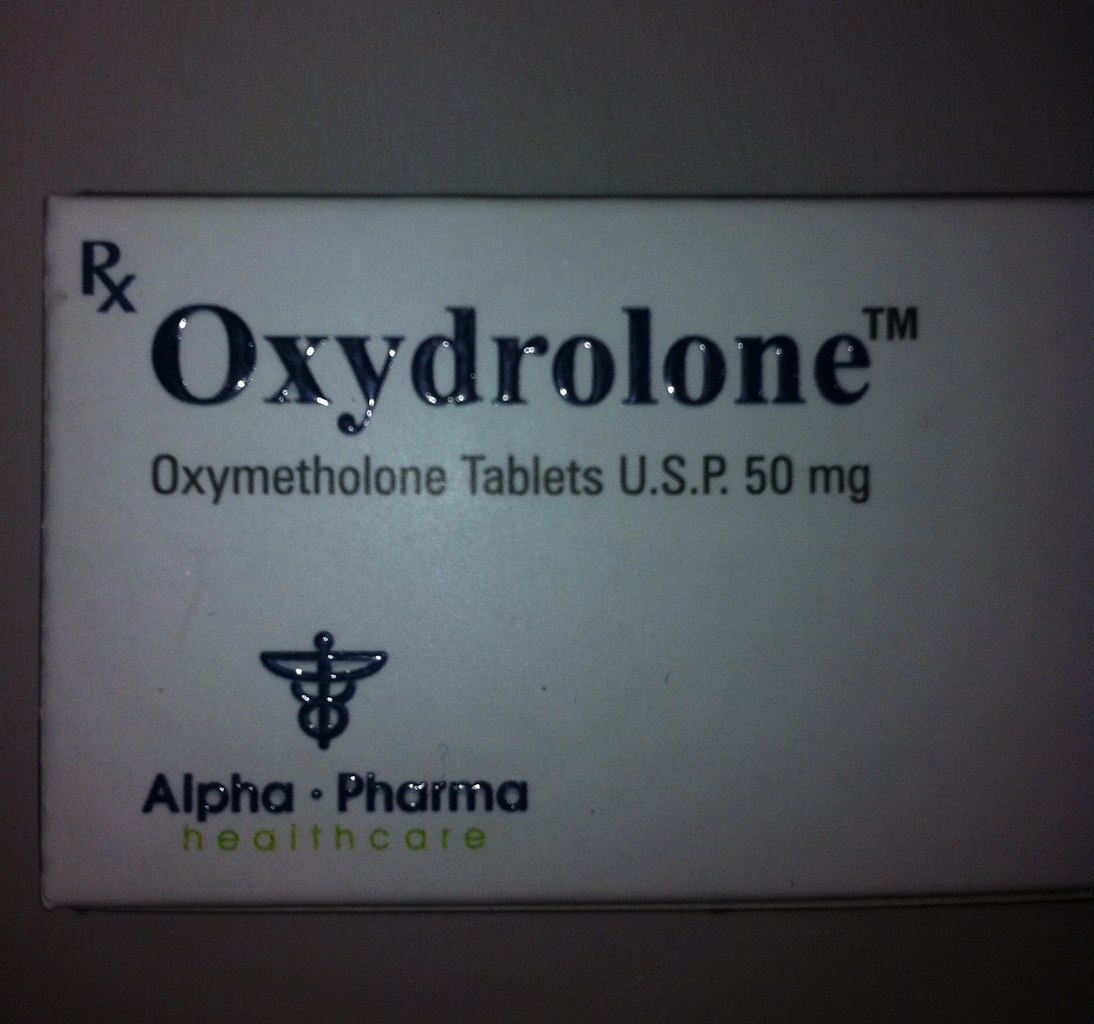 Rx
Oxydrolone™
Oxymetholone Tablets U.S.P. 50 mg
Alpha • Pharma
healthcare